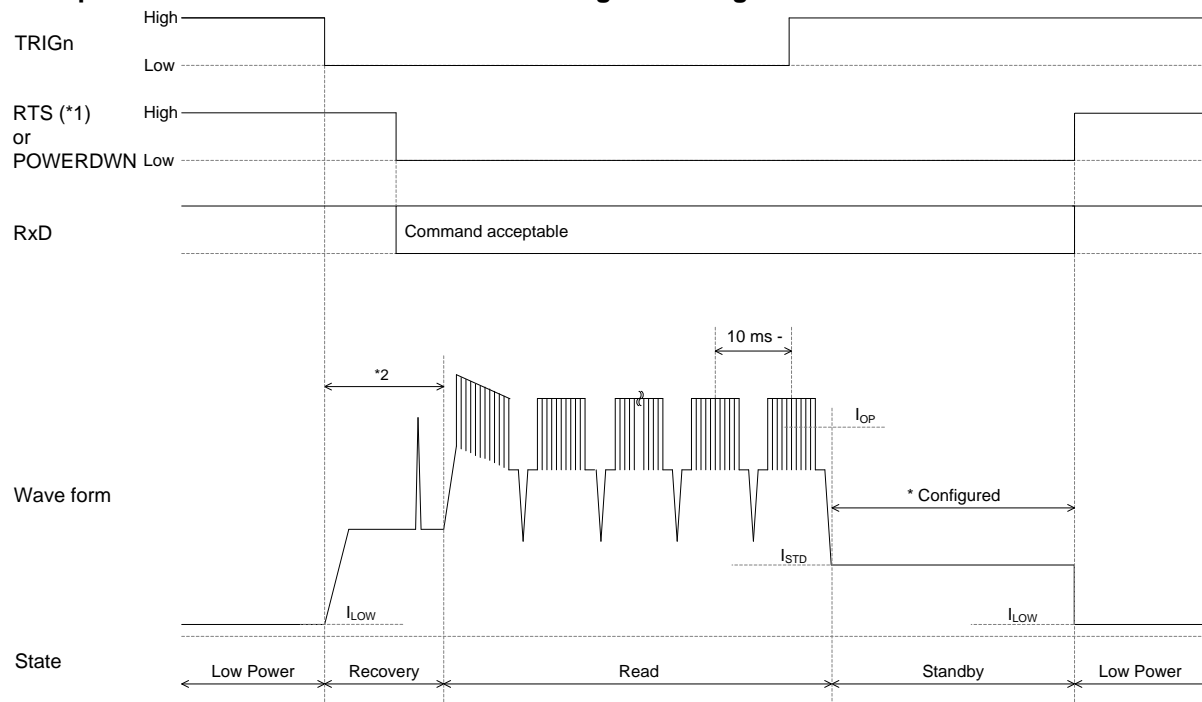 High
TRIGn
Low
RTS (*1)
High
or
POWERDWN
Low
RxD
Command acceptable
10 ms -
*2
IOP
Wave form
* Configured
ISTD
ILOW
ILOW
State
Low Power
Recovery
Read
Standby
Low Power